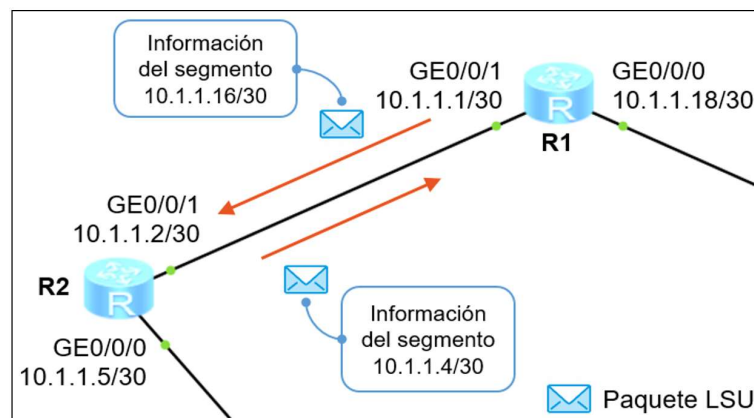 Información
del segmento
10.1.1.16/30
GE0/0/1
10.1.1.1/30
GE0/0/0
10.1.1.18/30
R
R1
GE0/0/1
10.1.1.2/30
R2
R
GE0/0/0
10.1.1.5/30
Información
del segmento
10.1.1.4/30
Paquete LSU